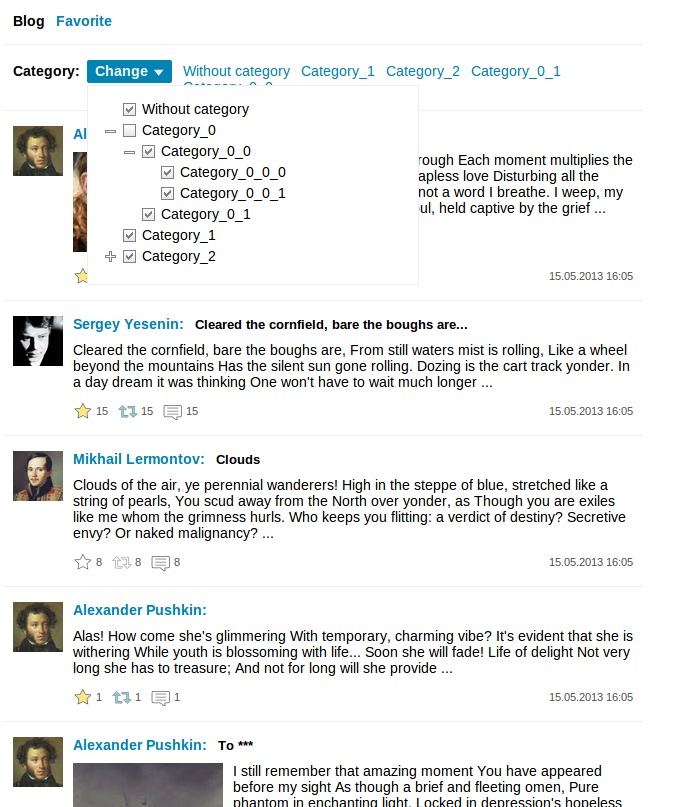 Blog Favorite
Category: Change Without category Category_1 Category_2 Category_0_1
Without category
Category_0
Category_0_0
Category_0_0_0
Category_0_0_1
Category_0_1
Category_1
Category_2
Al
rough Each moment multiplies the
apless love Disturbing all the
not a word I breathe. I weep, my
oul, held captive by the grief ...
15.05.2013 16:05
Sergey Yesenin: Cleared the cornfield, bare the boughs are...
Cleared the cornfield, bare the boughs are, From still waters mist is rolling, Like a wheel
beyond the mountains Has the silent sun gone rolling. Dozing is the cart track yonder. In
a day dream it was thinking One won't have to wait much longer ...
15 15 15 15.05.2013 16:05
Mikhail Lermontov: Clouds
Clouds of the air, ye perennial wanderers! High in the steppe of blue, stretched like a
string of pearls, You scud away from the North over yonder, as Though you are exiles
like me whom the grimness hurls. Who keeps you flitting: a verdict of destiny? Secretive
envy? Or naked malignancy? ...
8 8 8 15.05.2013 16:05
Alexander Pushkin:
Alas! How come she's glimmering With temporary, charming vibe? It's evident that she is
withering While youth is blossoming with life... Soon she will fade! Life of delight Not very
long she has to treasure; And not for long will she provide ...
1 1 1 15.05.2013 16:05
Alexander Pushkin: To ***
I still remember that amazing moment You have appeared
before my sight As though a brief and fleeting omen, Pure
phantom in enchanting light. Locked in depression's hopeless